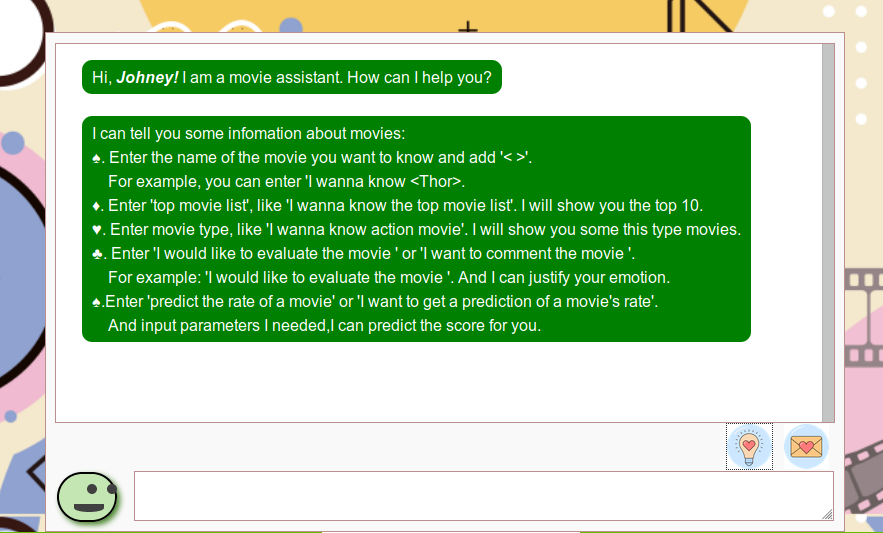 Hi, Johney! I am a movie assistant. How can I help you?
I can tell you some infomation about movies:
♠. Enter the name of the movie you want to know and add '< >'.
For example, you can enter 'I wanna know <Thor>.
♦. Enter 'top movie list', like 'I wanna know the top movie list'. I will show you the top 10.
♥. Enter movie type, like 'I wanna know action movie'. I will show you some this type movies.
♣. Enter 'I would like to evaluate the movie ' or 'I want to comment the movie '.
For example: 'I would like to evaluate the movie '. And I can justify your emotion.
♠.Enter 'predict the rate of a movie' or 'I want to get a prediction of a movie's rate'.
And input parameters I needed,I can predict the score for you.